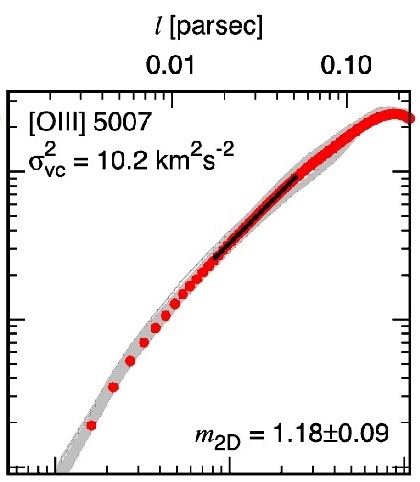 l [parsec]
0.01 0.10
[OIII] 5007
σ²vc = 10.2 km²s⁻²
m2D = 1.18±0.09